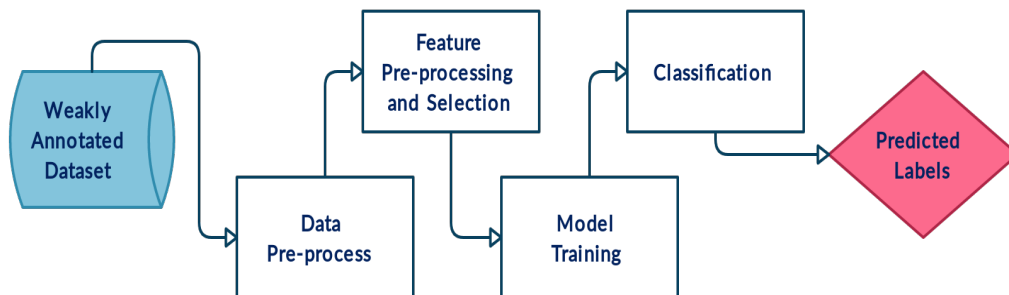 Weakly
Annotated
Dataset
Data
Pre-process
Feature
Pre-processing
and Selection
Model
Training
Classification
Predicted
Labels